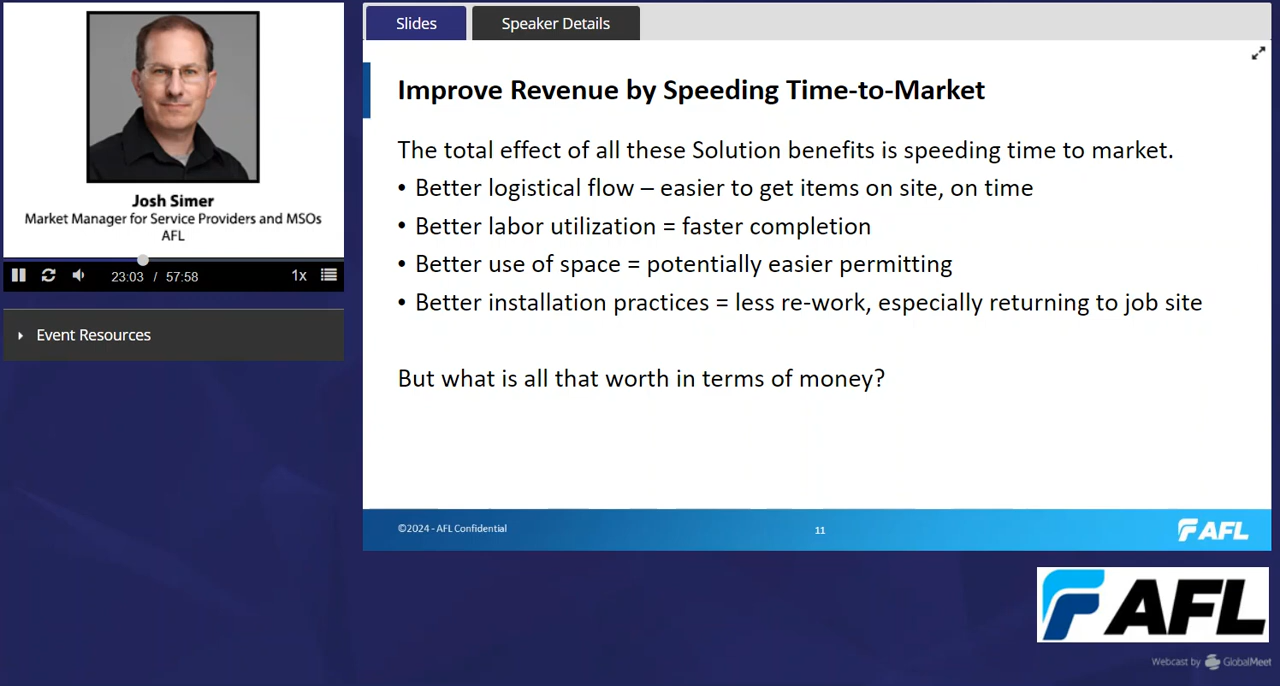 Josh Simer
Market Manager for Service Providers and MSOs
AFL
23:03 / 57:58
1x
Event Resources
Slides
Speaker Details
Improve Revenue by Speeding Time-to-Market
The total effect of all these Solution benefits is speeding time to market.
• Better logistical flow – easier to get items on site, on time
• Better labor utilization = faster completion
• Better use of space = potentially easier permitting
• Better installation practices = less re-work, especially returning to job site
But what is all that worth in terms of money?
©2024 - AFL Confidential
11
AFL
AFL
Webcast by GlobalMeet